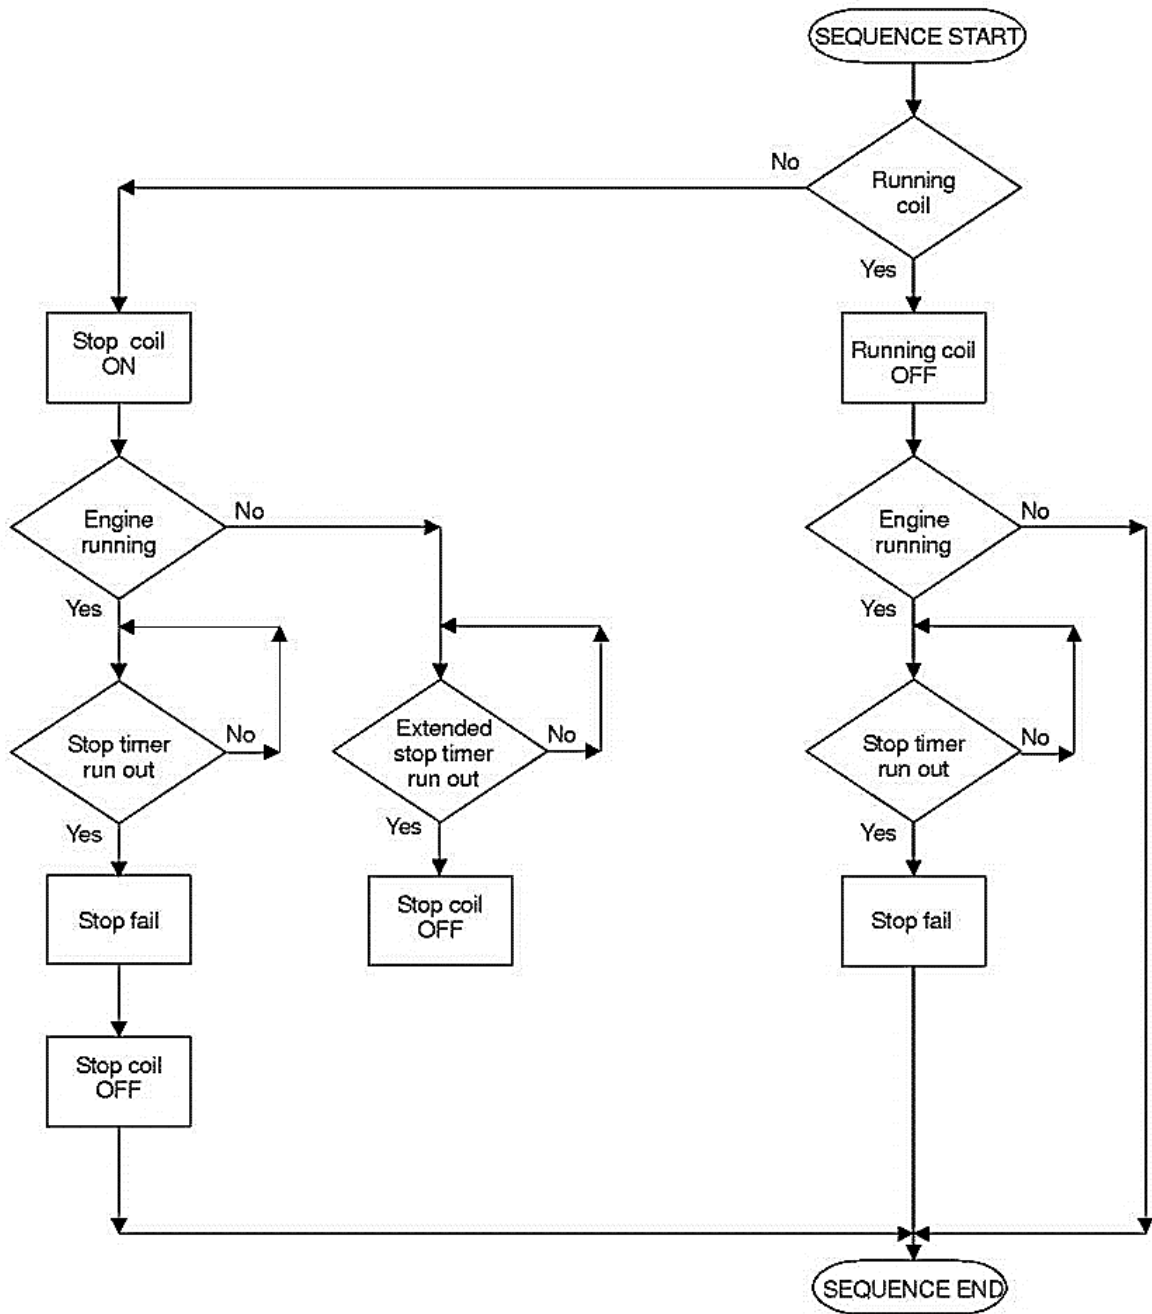 SEQUENCE START
No
Running
coil
Yes
Stop coil
ON
Running coil
OFF
Engine
running
No
Yes
Engine
running
No
Yes
Stop timer
run out
No
Yes
Extended
stop timer
run out
No
Yes
Stop timer
run out
No
Yes
Stop fail
Stop coil
OFF
Stop fail
Stop coil
OFF
SEQUENCE END